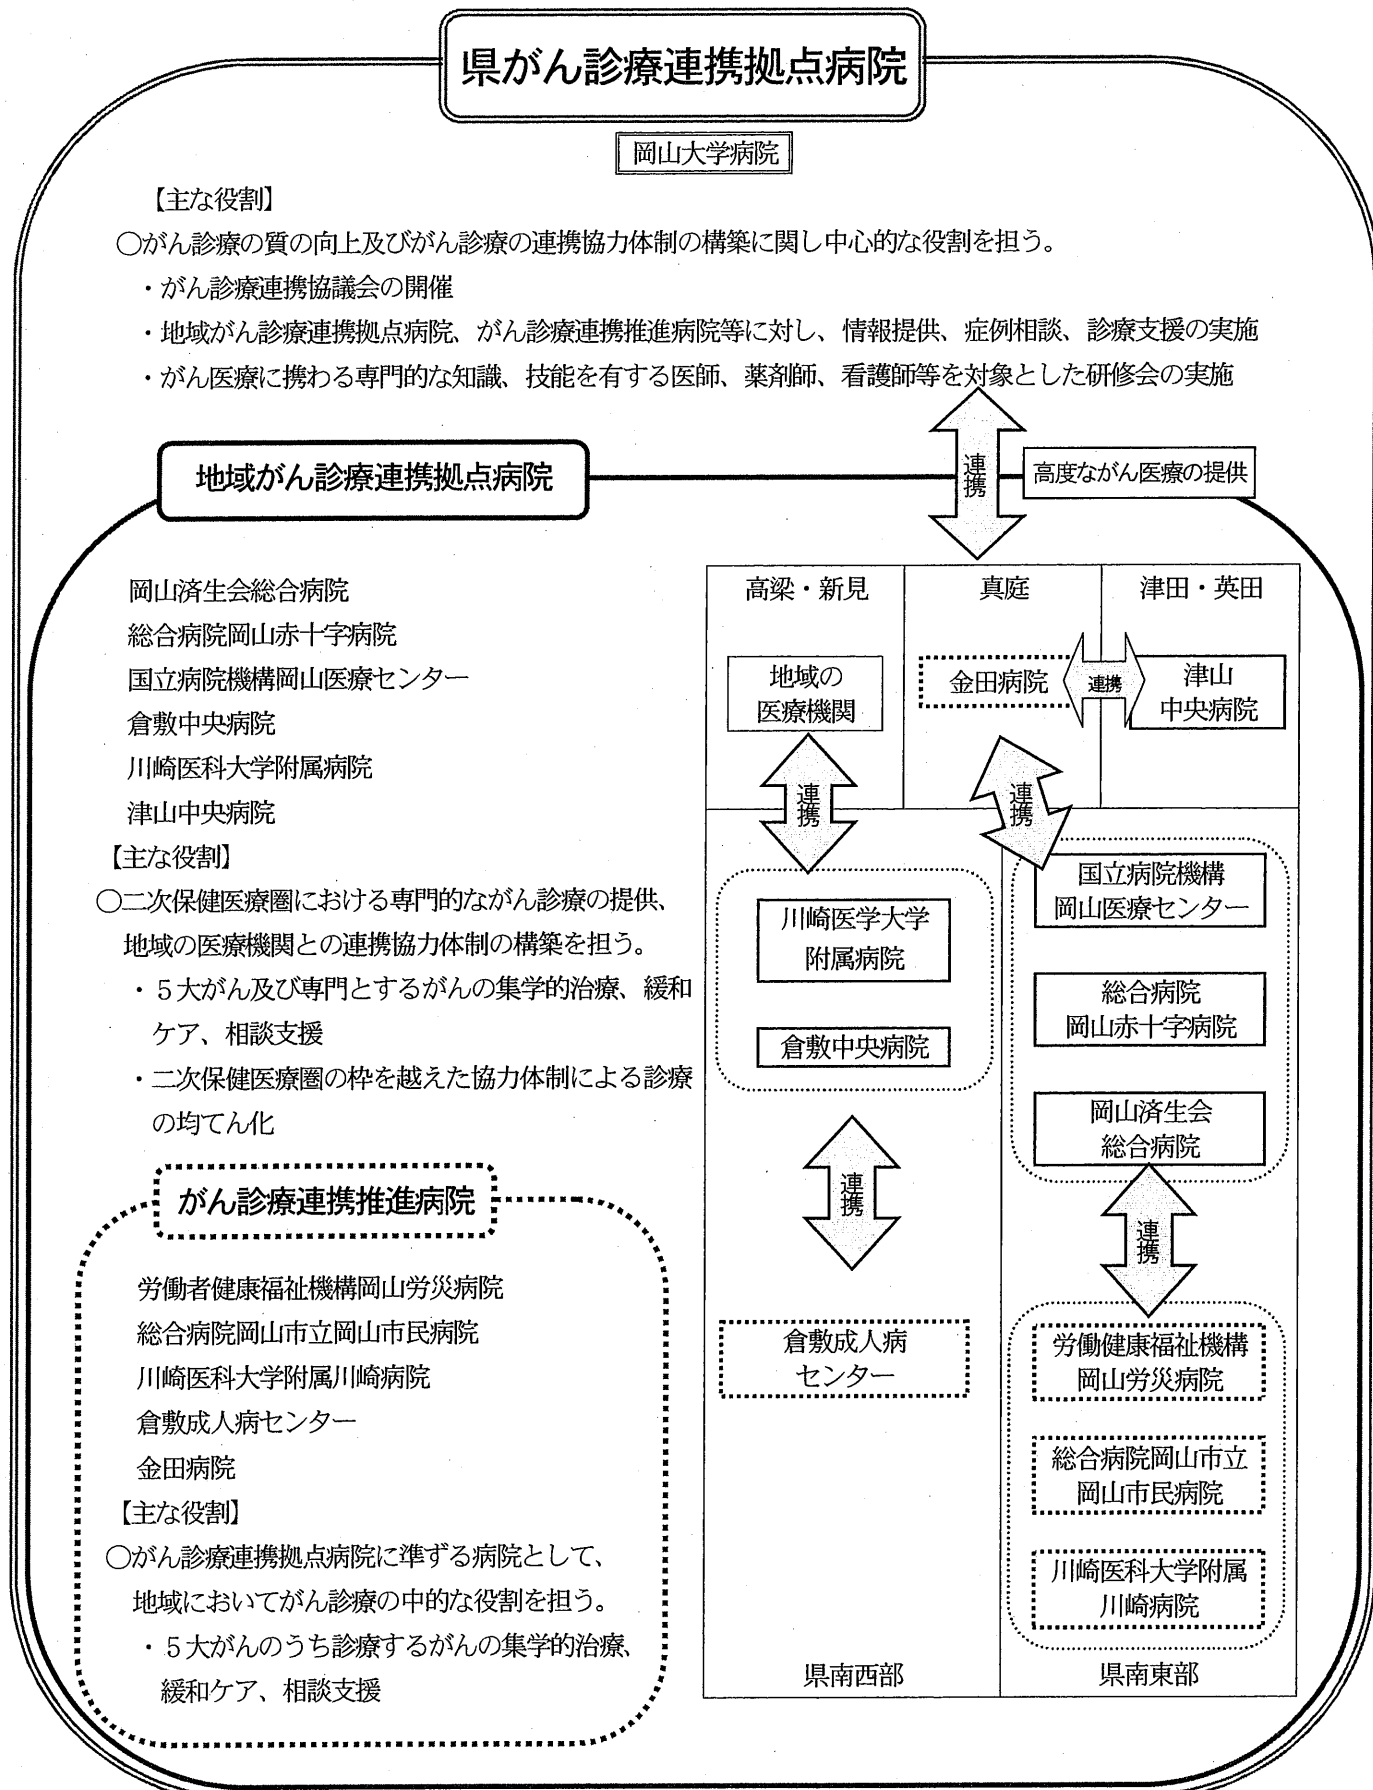 県がん診療連携拠点病院
岡山大学病院
【主な役割】
○がん診療の質の向上及びがん診療の連携協力体制の構築に関し中心的な役割を担う。
・がん診療連携協議会の開催
・地域がん診療連携拠点病院、がん診療連携推進病院等に対し、情報提供、症例相談、診療支援の実施
・がん医療に携わる専門的な知識、技能を有する医師、薬剤師、看護師等を対象とした研修会の実施
連携
高度ながん医療の提供
地域がん診療連携拠点病院
岡山済生会総合病院
総合病院岡山赤十字病院
国立病院機構岡山医療センター
倉敷中央病院
川崎医科大学附属病院
津山中央病院
【主な役割】
○二次保健医療圏における専門的ながん診療の提供、
地域の医療機関との連携協力体制の構築を担う。
・５大がん及び専門とするがんの集学的治療、緩和
ケア、相談支援
・二次保健医療圏の枠を越えた協力体制による診療
の均てん化
がん診療連携推進病院
労働者健康福祉機構岡山労災病院
総合病院岡山市立岡山市民病院
川崎医科大学附属川崎病院
倉敷成人病センター
金田病院
【主な役割】
○がん診療連携拠点病院に準ずる病院として、
地域においてがん診療の中的な役割を担う。
・５大がんのうち診療するがんの集学的治療、
緩和ケア、相談支援
高梁・新見
真庭
津田・英田
地域の
医療機関
金田病院
連携
津山
中央病院
連携
連携
川崎医学大学
附属病院
倉敷中央病院
連携
倉敷成人病
センター
県南西部
国立病院機構
岡山医療センター
総合病院
岡山赤十字病院
岡山済生会
総合病院
連携
労働健康福祉機構
岡山労災病院
総合病院岡山市立
岡山市民病院
川崎医科大学附属
川崎病院
県南東部